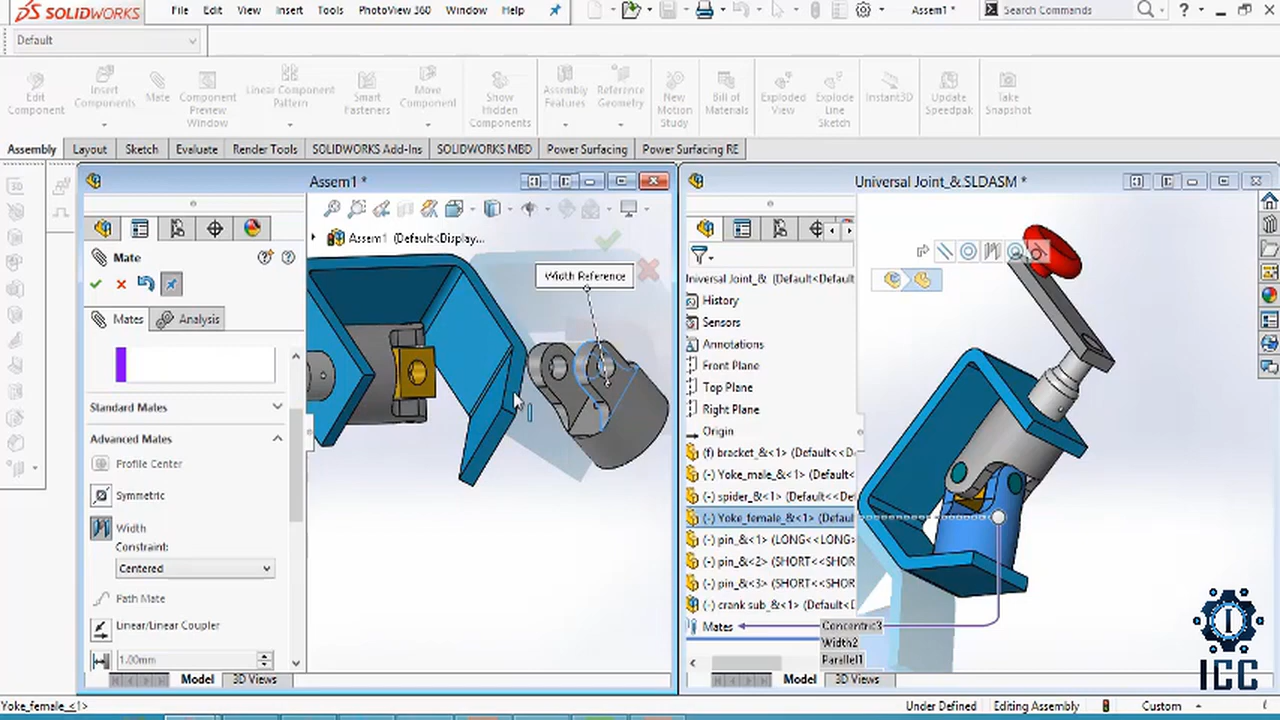 SOLIDWORKS File Edit View Insert Tools PhotoView 360 Window Help Assem1 * Search Commands
Default
Edit Component
Insert Components
Mate
Component Preview Window
Linear Component Pattern
Smart Fasteners
Move Component
Show Hidden Components
Assembly Features
Reference Geometry
New Motion Study
Bill of Materials
Exploded View
Explode Line Sketch
Instant3D
Update Speedpak
Take Snapshot
Assembly Layout Sketch Evaluate Render Tools SOLIDWORKS Add-Ins SOLIDWORKS MBD Power Surfacing Power Surfacing RE
Assem1 *
Assem1 (Default<Display...
Mate
Mates Analysis
Standard Mates
Advanced Mates
Profile Center
Symmetric
Width
Constraint:
Centered
Path Mate
Linear/Linear Coupler
1.00mm
Width Reference
Model 3D Views
Universal Joint_&.SLDASM *
Iniversal Joint_& (Default<Default
History
Sensors
Annotations
Front Plane
Top Plane
Right Plane
Origin
(f) bracket_&<1> (Default<<D
(-) Yoke_male_&<1> (Default
(-) spider_&<1> (Default<<De
(-) Yoke_female_&<1> (Defaul
(-) pin_&<1> (LONG<<LONG>
(-) pin_&<2> (SHORT<<SHOR
(-) pin_&<3> (SHORT<<SHOR
(-) crank sub_&<1> (Default<D
Mates
Concentric3
Width2
Parallel1
Model 3D Views
ICC
Yoke_female_<1> Under Defined Editing Assembly Custom